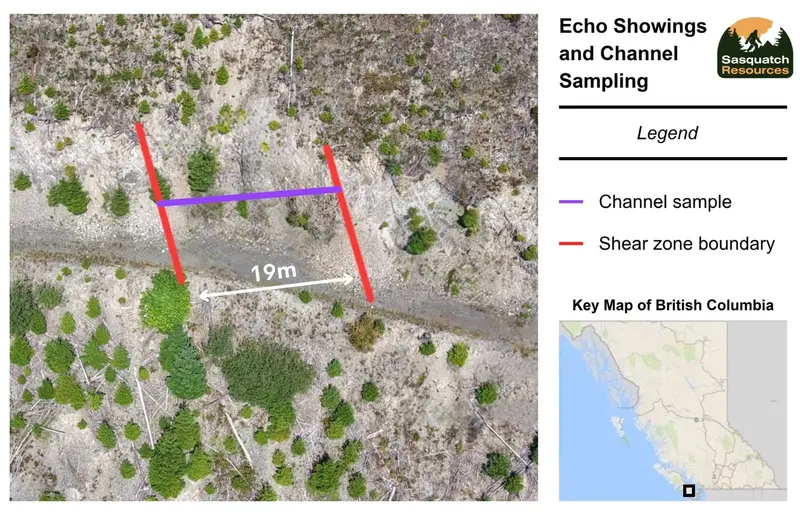 Echo Showings
and Channel
Sampling
Sasquatch
Resources
Legend
Channel sample
Shear zone boundary
19m
Key Map of British Columbia